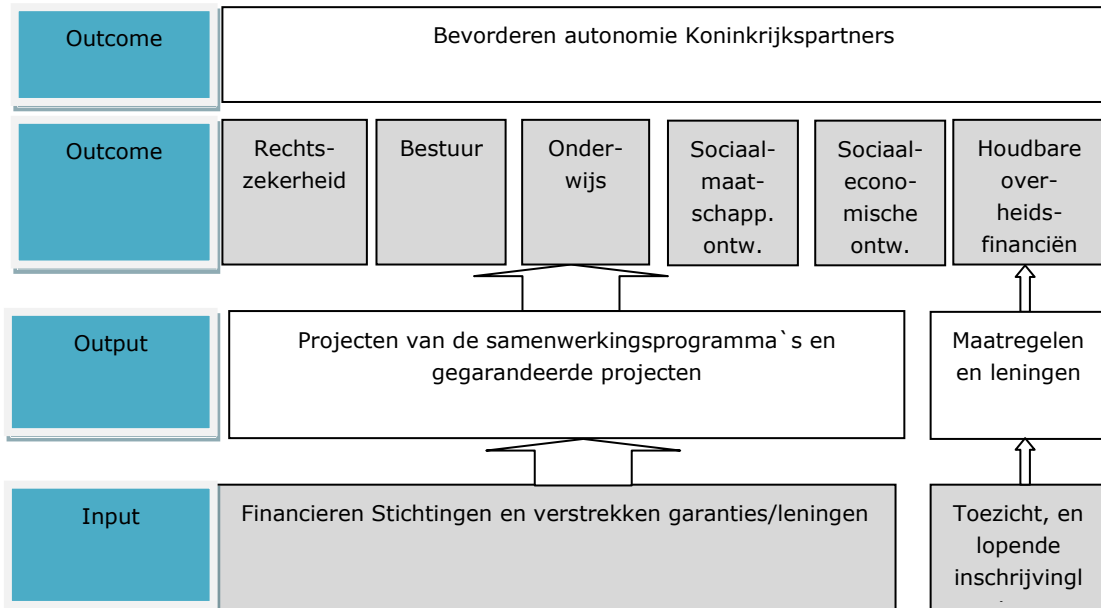 Outcome
Bevorderen autonomie Koninkrijkspartners
Outcome
Rechts-
zekerheid
Bestuur
Onder-
wijs
Sociaal-
maat-
schapp.
ontw.
Sociaal-
econo-
mische
ontw.
Houdbare
over-
heids-
financiën
Output
Projecten van de samenwerkingsprogramma`s en
gegarandeerde projecten
Maatregelen
en leningen
Input
Financieren Stichtingen en verstrekken garanties/leningen
Toezicht, en
lopende
inschrijvingl